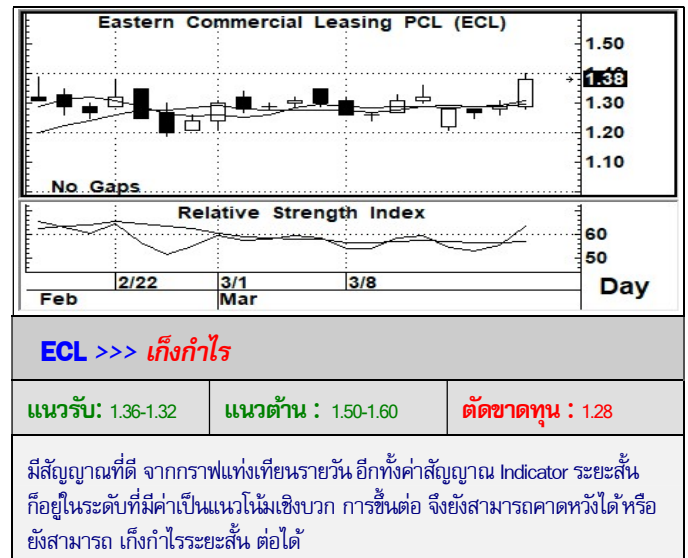 Eastern Commercial Leasing PCL (ECL)
1.50
1.40
1.38
1.30
1.20
1.10
No Gaps
Relative Strength Index
60
50
2/22 3/1 3/8
Feb Mar
Day
ECL >>> เก็งกำไร
แนวรับ: 1.36-1.32 แนวต้าน : 1.50-1.60 ตัดขาดทุน : 1.28
มีสัญญาณที่ดี จากกราฟแท่งเทียนรายวัน อีกทั้งค่าสัญญาณ Indicator ระยะสั้น
ก็อยู่ในระดับที่มีค่าเป็นแนวโน้มเชิงบวก การขึ้นต่อ จึงยังสามารถคาดหวังได้ หรือ
ยังสามารถ เก็งกำไรระยะสั้น ต่อได้